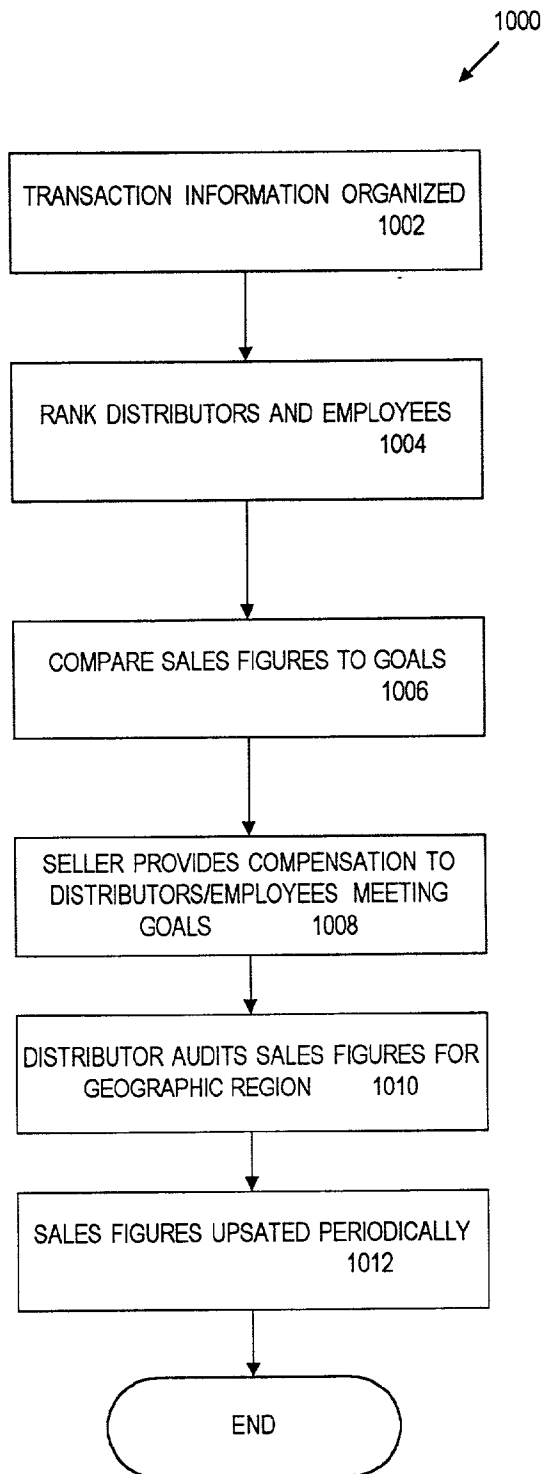 1000
TRANSACTION INFORMATION ORGANIZED
1002
RANK DISTRIBUTORS AND EMPLOYEES
1004
COMPARE SALES FIGURES TO GOALS
1006
SELLER PROVIDES COMPENSATION TO
DISTRIBUTORS/EMPLOYEES MEETING
GOALS 1008
DISTRIBUTOR AUDITS SALES FIGURES FOR
GEOGRAPHIC REGION 1010
SALES FIGURES UPSATED PERIODICALLY
1012
END